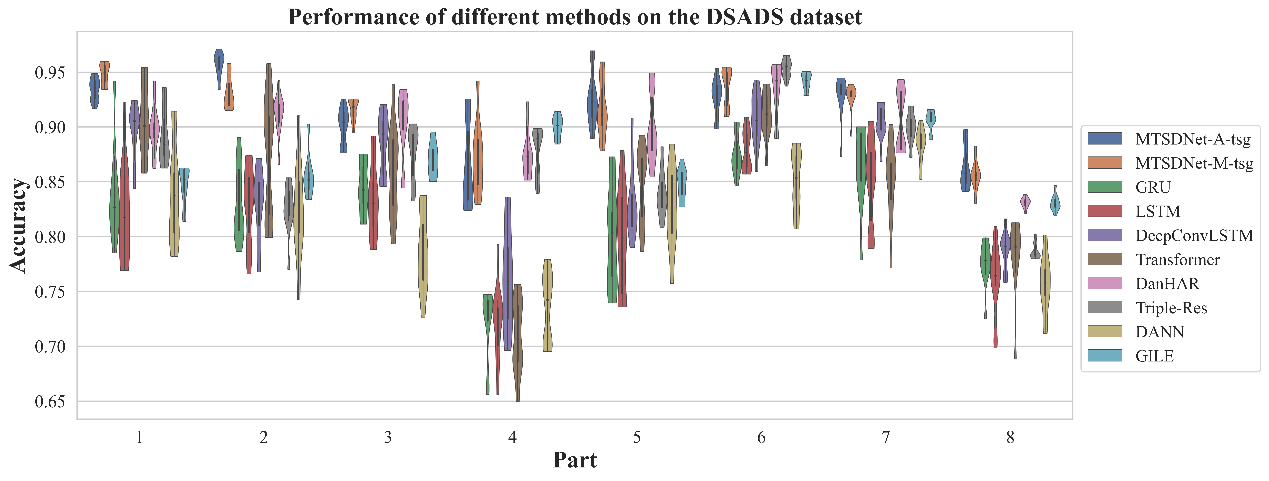 Performance of different methods on the DSADS dataset
Accuracy
0.95
0.90
0.85
0.80
0.75
0.70
0.65
1 2 3 4 5 6 7 8
Part
MTSDNet-A-tsg
MTSDNet-M-tsg
GRU
LSTM
DeepConvLSTM
Transformer
DanHAR
Triple-Res
DANN
GILE